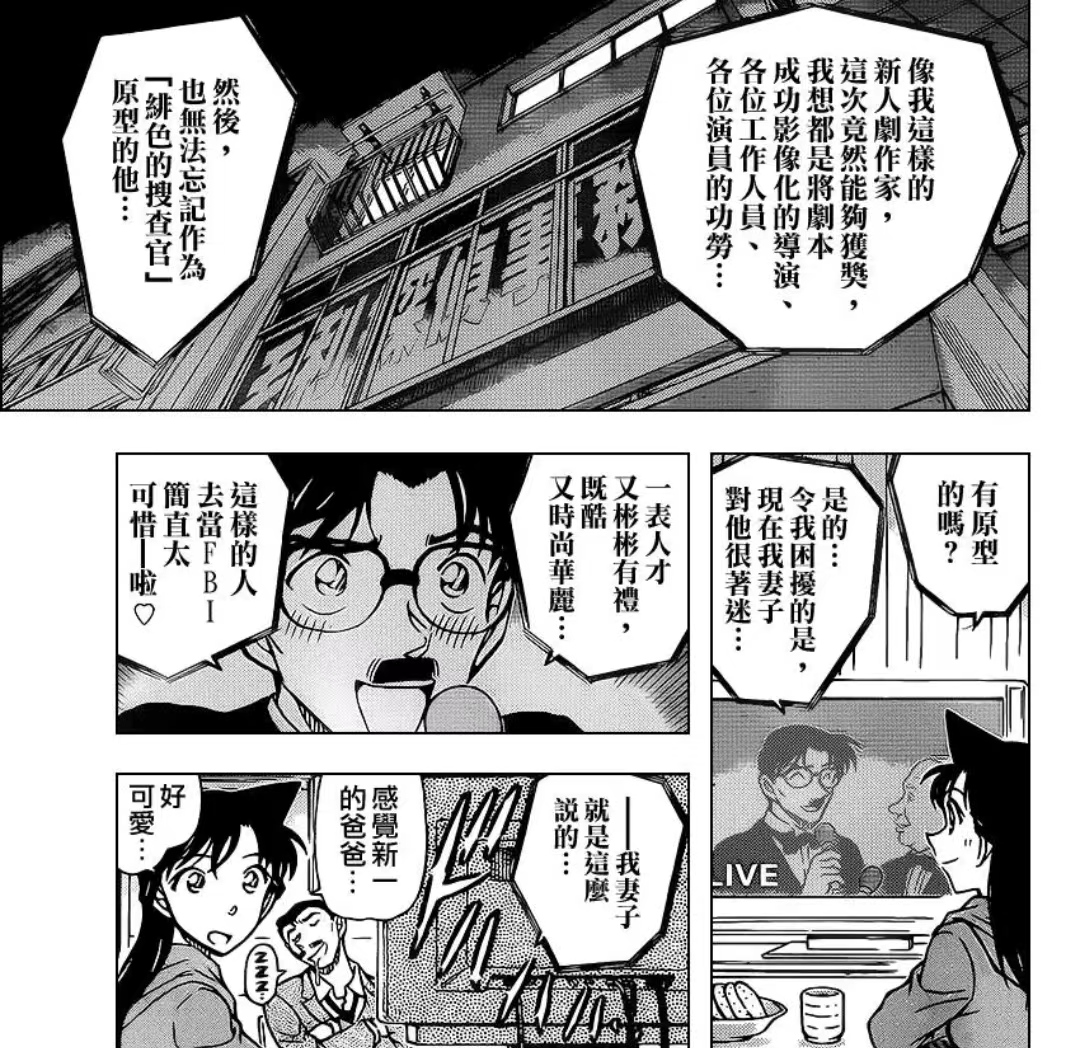 像我這樣的
新人劇作家，
這次竟然能夠獲獎，
我想都是將劇本
成功影像化的導演、
各位工作人員、
各位演員的功勞…
然後，
也無法忘記作為
「緋色的搜查官」
原型的他…
有原型
的嗎？
是的…
令我困擾的是，
現在我妻子
對他很著迷…
LIVE
一表人才
又彬彬有禮，
既酷
又時尚華麗…
這樣的人
去當FBI
簡直太
可惜——啦♡
——我妻子
就是這麼
說的…
感覺新一
的爸爸…
好
可愛…
ZZZ…